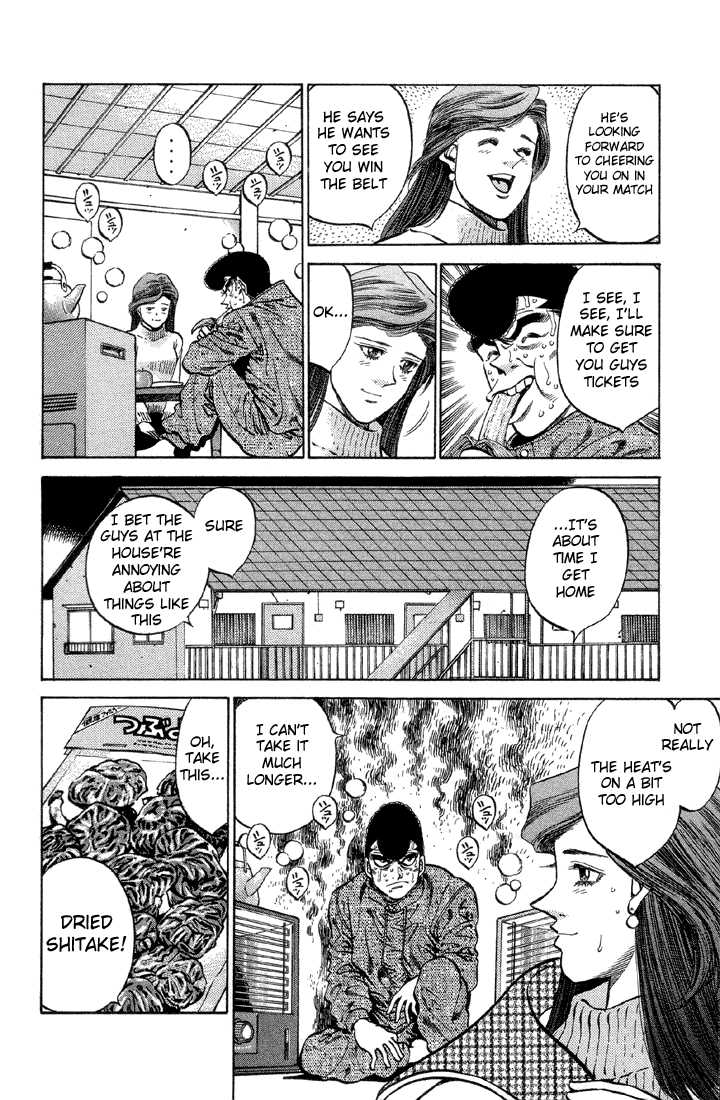 HE'S
LOOKING
FORWARD
TO CHEERING
YOU ON IN
YOUR MATCH
HE SAYS
HE WANTS
TO SEE
YOU WIN
THE BELT
...
I SEE, I
SEE, I'LL
MAKE SURE
TO GET
YOU GUYS
TICKETS
OK...
...IT'S
ABOUT
TIME I
GET
HOME
SURE
I BET THE
GUYS AT THE
HOUSE'RE
ANNOYING
ABOUT
THINGS LIKE
THIS
NOT
REALLY
THE HEAT'S
ON A BIT
TOO HIGH
I CAN'T
TAKE IT
MUCH
LONGER...
OH,
TAKE
THIS...
つぶよ
DRIED
SHITAKE!